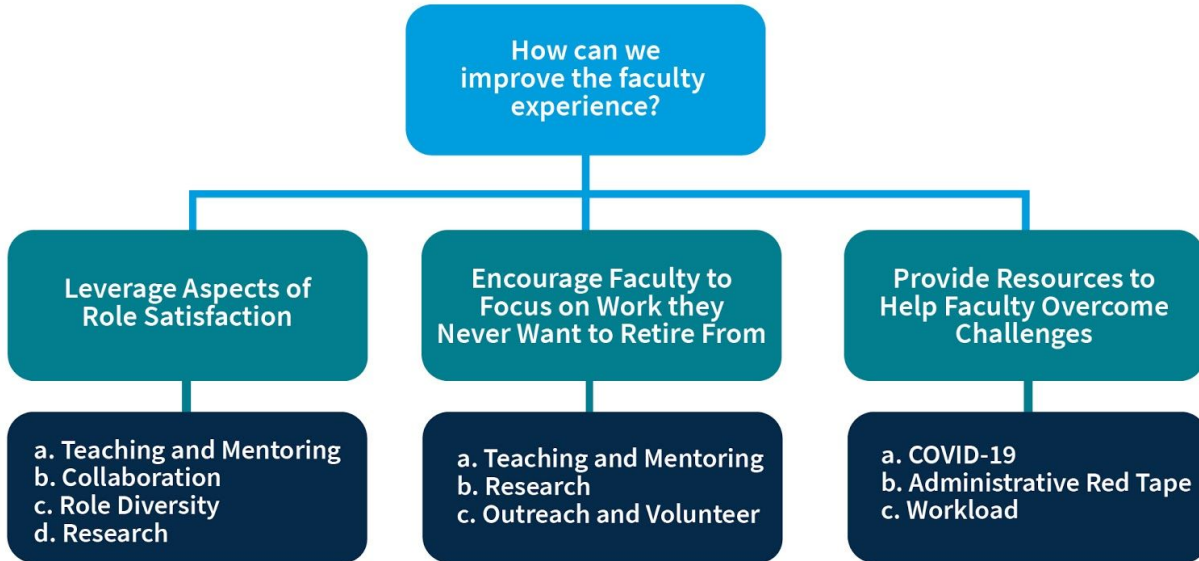 How can we
improve the faculty
experience?
Leverage Aspects of
Role Satisfaction
a. Teaching and Mentoring
b. Collaboration
c. Role Diversity
d. Research
Encourage Faculty to
Focus on Work they
Never Want to Retire From
a. Teaching and Mentoring
b. Research
c. Outreach and Volunteer
Provide Resources to
Help Faculty Overcome
Challenges
a. COVID-19
b. Administrative Red Tape
c. Workload